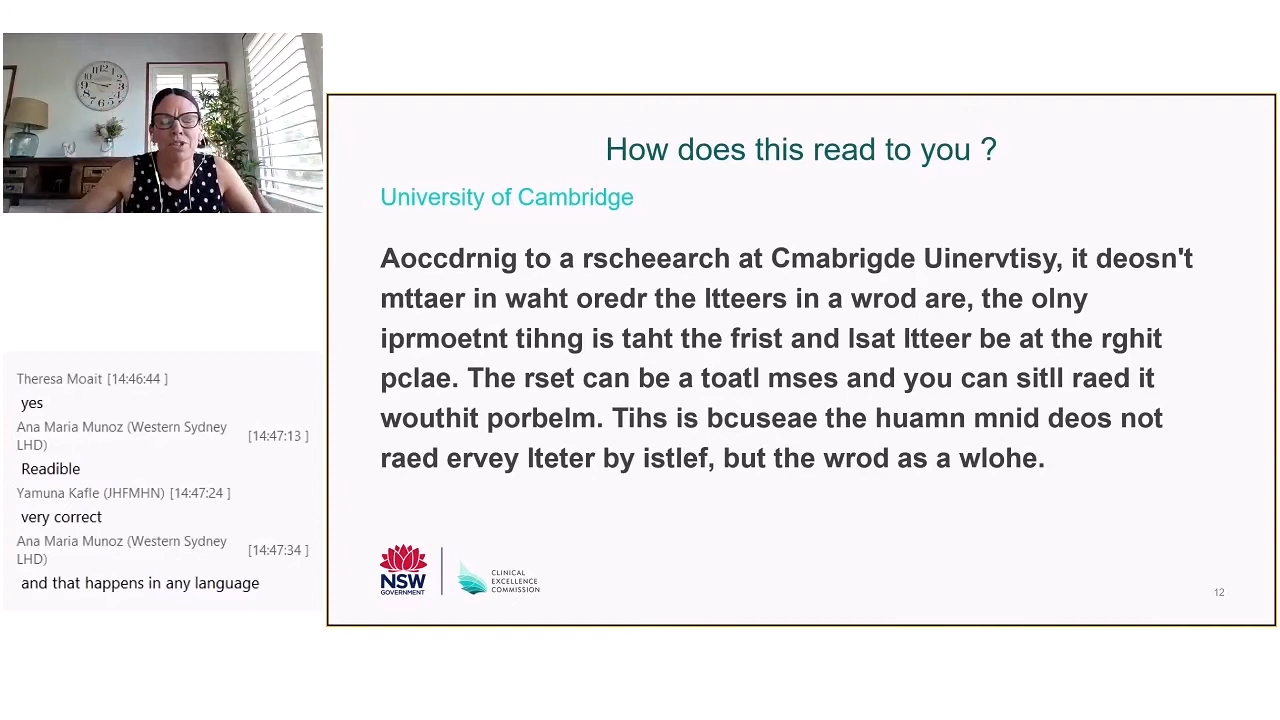 How does this read to you ?
University of Cambridge
Aoccdrnig to a rscheearch at Cmabrigde Uinervtisy, it deosn't
mttaer in waht oredr the ltteers in a wrod are, the olny
iprmoetnt tihng is taht the frist and lsat ltteer be at the rghit
pclae. The rset can be a toatl mses and you can sitll raed it
wouthit porbelm. Tihs is bcuseae the huamn mnid deos not
raed ervey lteter by istlef, but the wrod as a wlohe.
NSW
GOVERNMENT
CLINICAL
EXCELLENCE
COMMISSION
12
Theresa Moait [14:46:44 ]
yes
Ana Maria Munoz (Western Sydney
LHD) [14:47:13 ]
Readible
Yamuna Kafle (JHFMHN) [14:47:24 ]
very correct
Ana Maria Munoz (Western Sydney
LHD) [14:47:34 ]
and that happens in any language